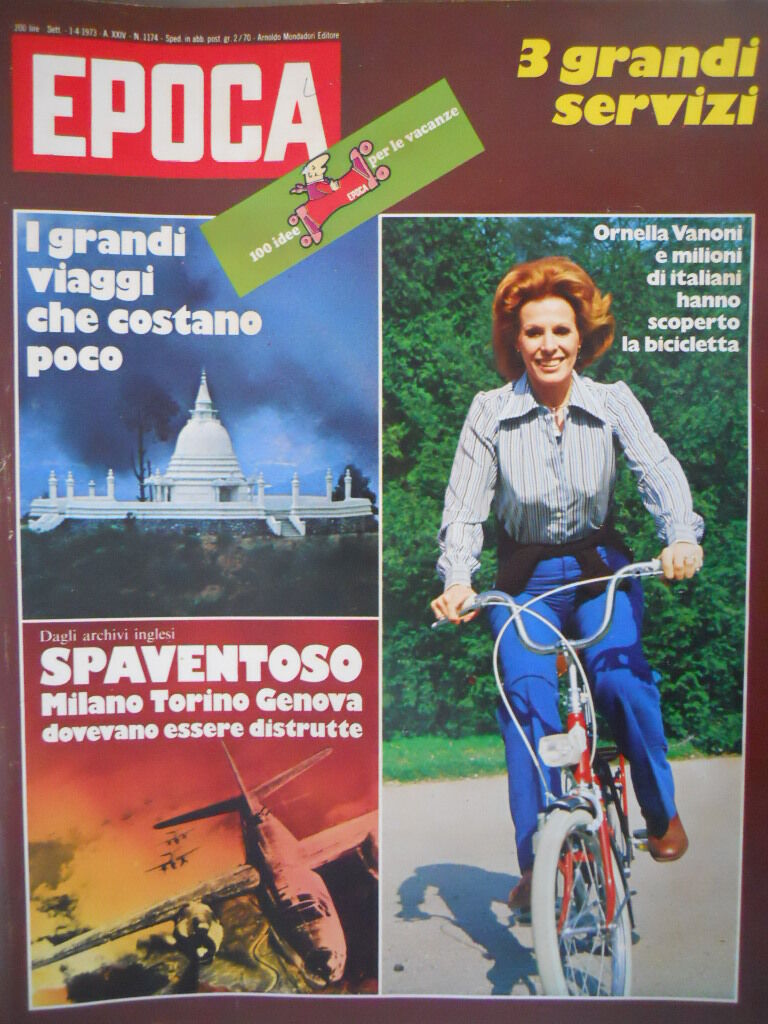 200 lire Sett. - 1-4-1973 - A. XXIV - N. 1174 - Sped. in abb. post. gr. 2/70 - Arnoldo Mondadori Editore
EPOCA
3 grandi
servizi
100 idee per le vacanze
EPOCA
I grandi
viaggi
che costano
poco
Ornella Vanoni
e milioni
di italiani
hanno
scoperto
la bicicletta
Dagli archivi inglesi
SPAVENTOSO
Milano Torino Genova
dovevano essere distrutte